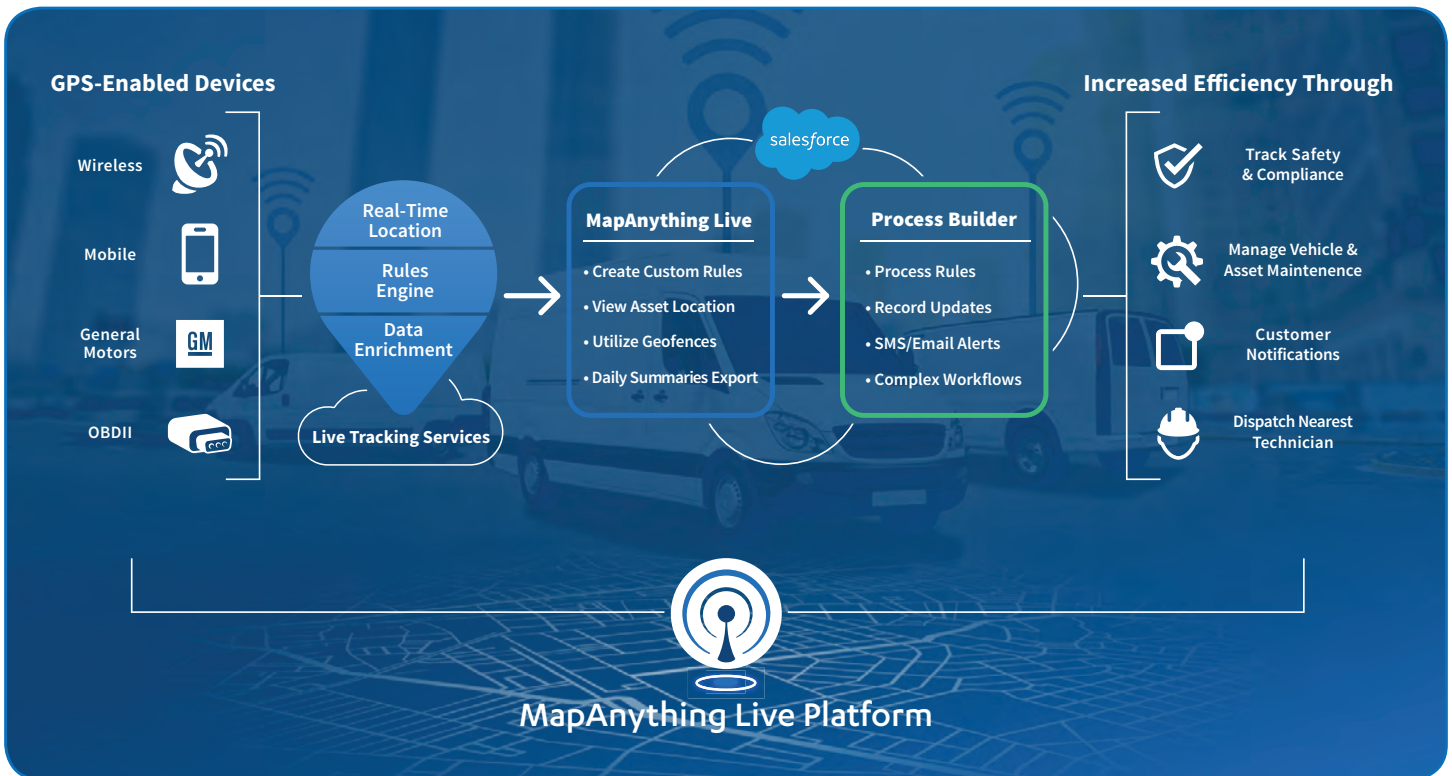 GPS-Enabled Devices
Wireless
Mobile
General
Motors
GM
OBDII
Real-Time
Location
Rules
Engine
Data
Enrichment
Live Tracking Services
salesforce
MapAnything Live
• Create Custom Rules
• View Asset Location
• Utilize Geofences
• Daily Summaries Export
Process Builder
• Process Rules
• Record Updates
• SMS/Email Alerts
• Complex Workflows
Increased Efficiency Through
Track Safety
& Compliance
Manage Vehicle &
Asset Maintenence
Customer
Notifications
Dispatch Nearest
Technician
MapAnything Live Platform